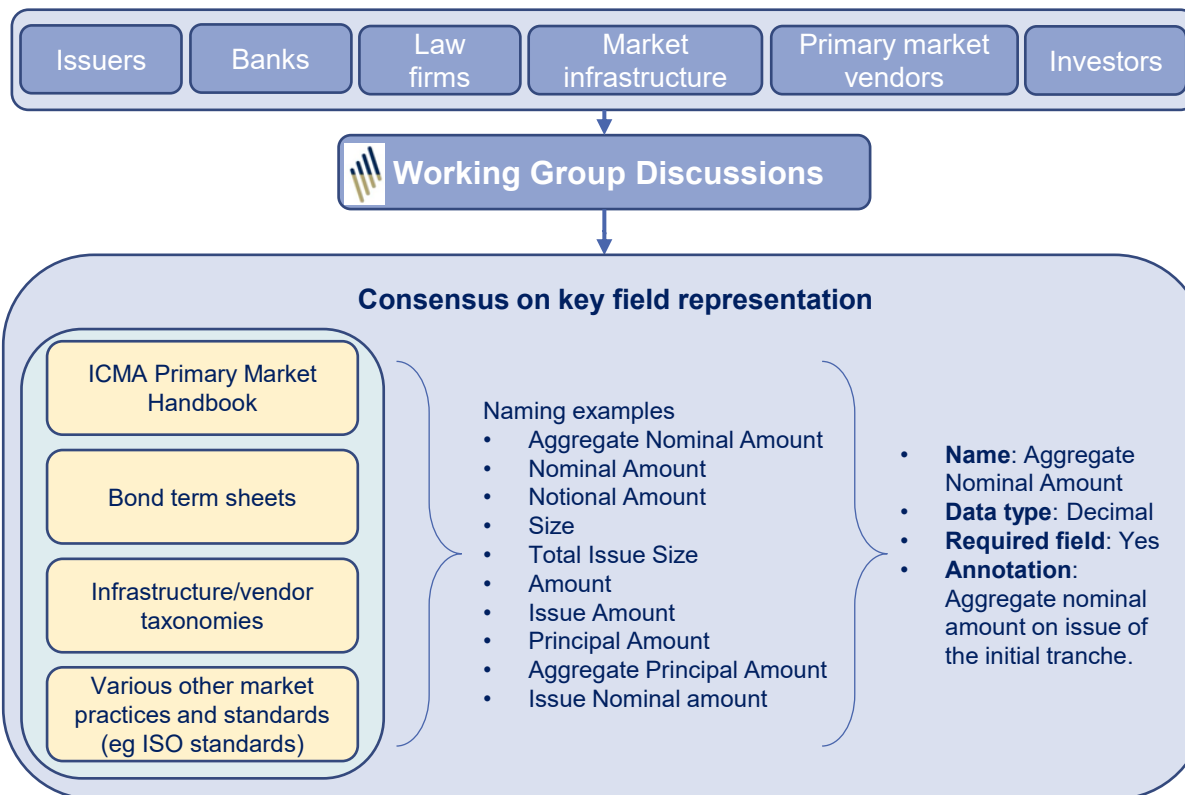 Issuers
Banks
Law
firms
Market
infrastructure
Primary market
vendors
Investors
Working Group Discussions
Consensus on key field representation
ICMA Primary Market
Handbook
Bond term sheets
Infrastructure/vendor
taxonomies
Various other market
practices and standards
(eg ISO standards)
Naming examples
• Aggregate Nominal Amount
• Nominal Amount
• Notional Amount
• Size
• Total Issue Size
• Amount
• Issue Amount
• Principal Amount
• Aggregate Principal Amount
• Issue Nominal amount
• Name: Aggregate
Nominal Amount
• Data type: Decimal
• Required field: Yes
• Annotation:
Aggregate nominal
amount on issue of
the initial tranche.